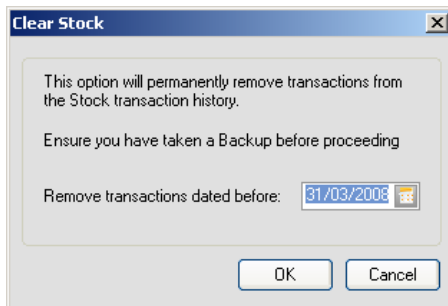 Clear Stock
This option will permanently remove transactions from
the Stock transaction history.
Ensure you have taken a Backup before proceeding
Remove transactions dated before: 31/03/2008
OK Cancel